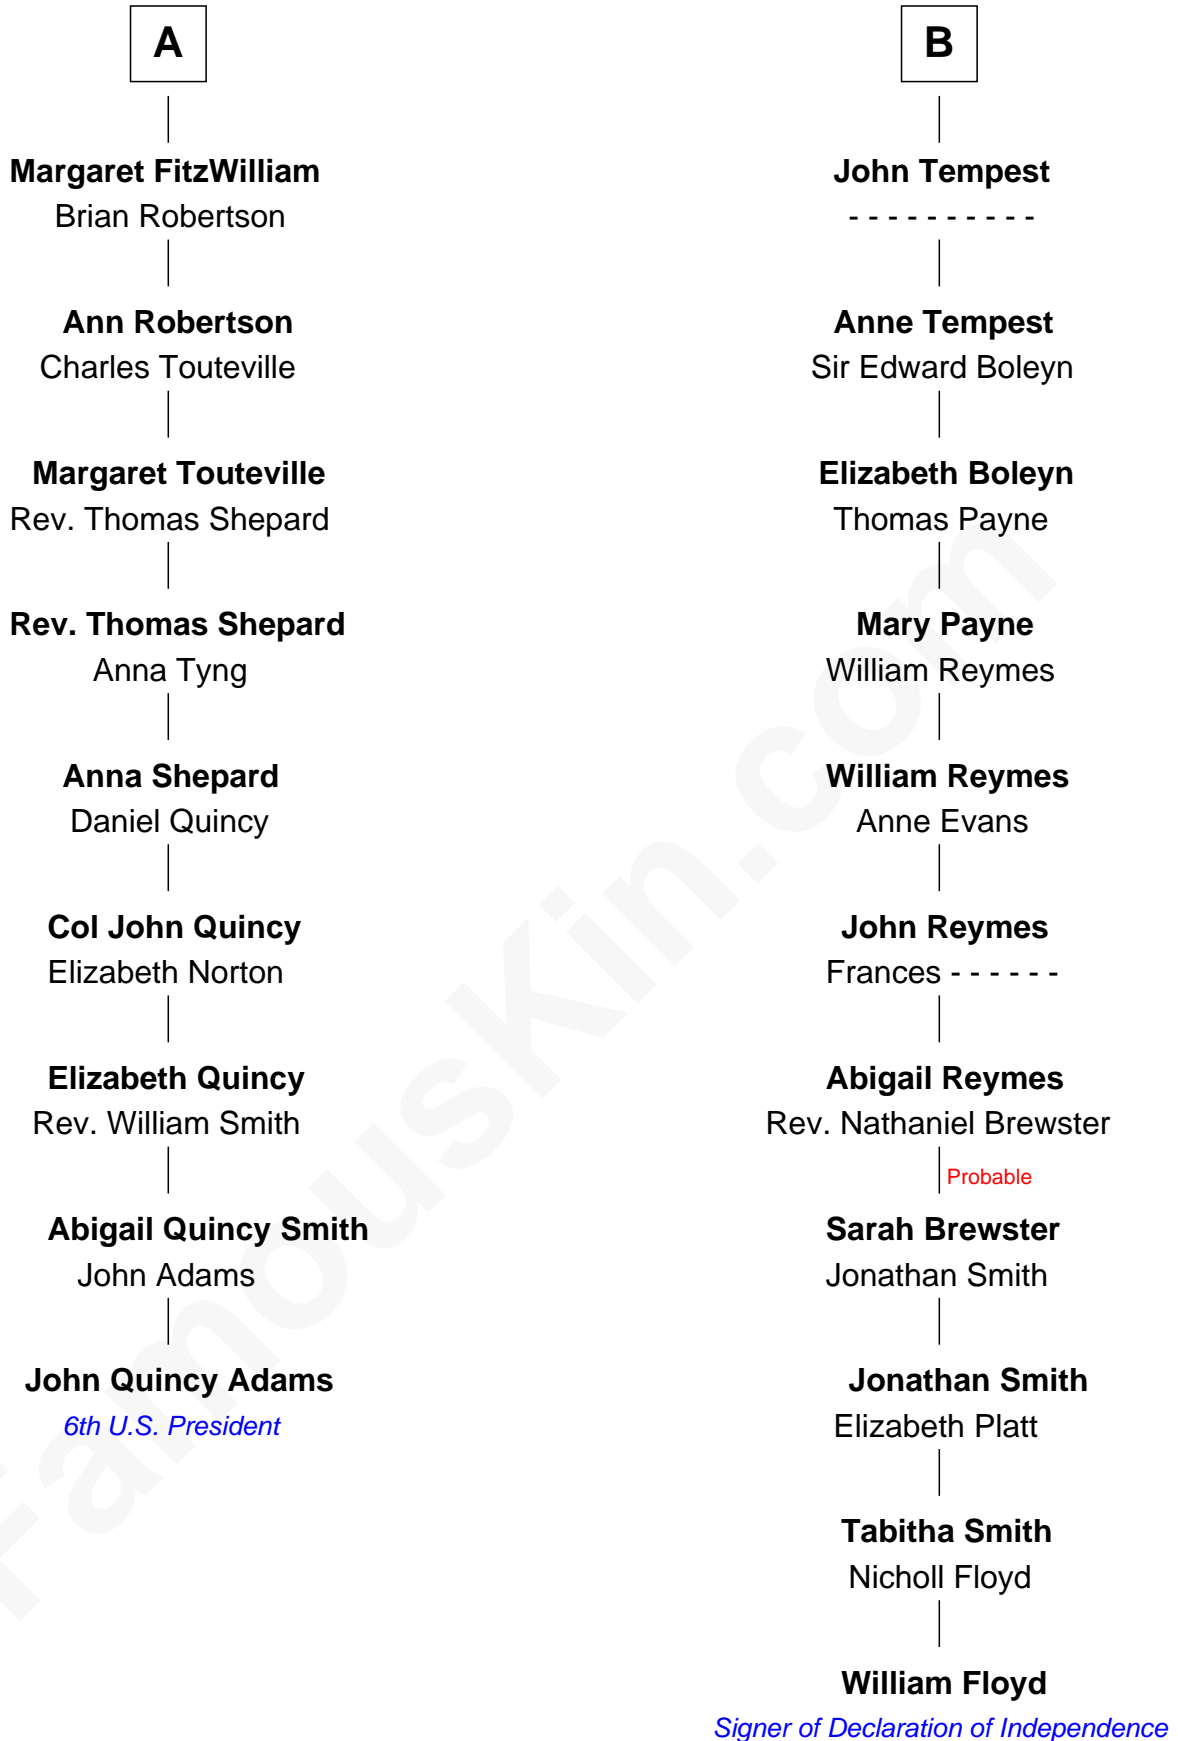 A
Margaret FitzWilliam
Brian Robertson
Ann Robertson
Charles Touteville
Margaret Touteville
Rev. Thomas Shepard
Rev. Thomas Shepard
Anna Tyng
Anna Shepard
Daniel Quincy
Col John Quincy
Elizabeth Norton
Elizabeth Quincy
Rev. William Smith
Abigail Quincy Smith
John Adams
John Quincy Adams
6th U.S. President
B
John Tempest
- - - - - - - - - -
Anne Tempest
Sir Edward Boleyn
Elizabeth Boleyn
Thomas Payne
Mary Payne
William Reymes
William Reymes
Anne Evans
John Reymes
Frances - - - - - -
Abigail Reymes
Rev. Nathaniel Brewster
Probable
Sarah Brewster
Jonathan Smith
Jonathan Smith
Elizabeth Platt
Tabitha Smith
Nicholl Floyd
William Floyd
Signer of Declaration of Independence
FamousKin.com